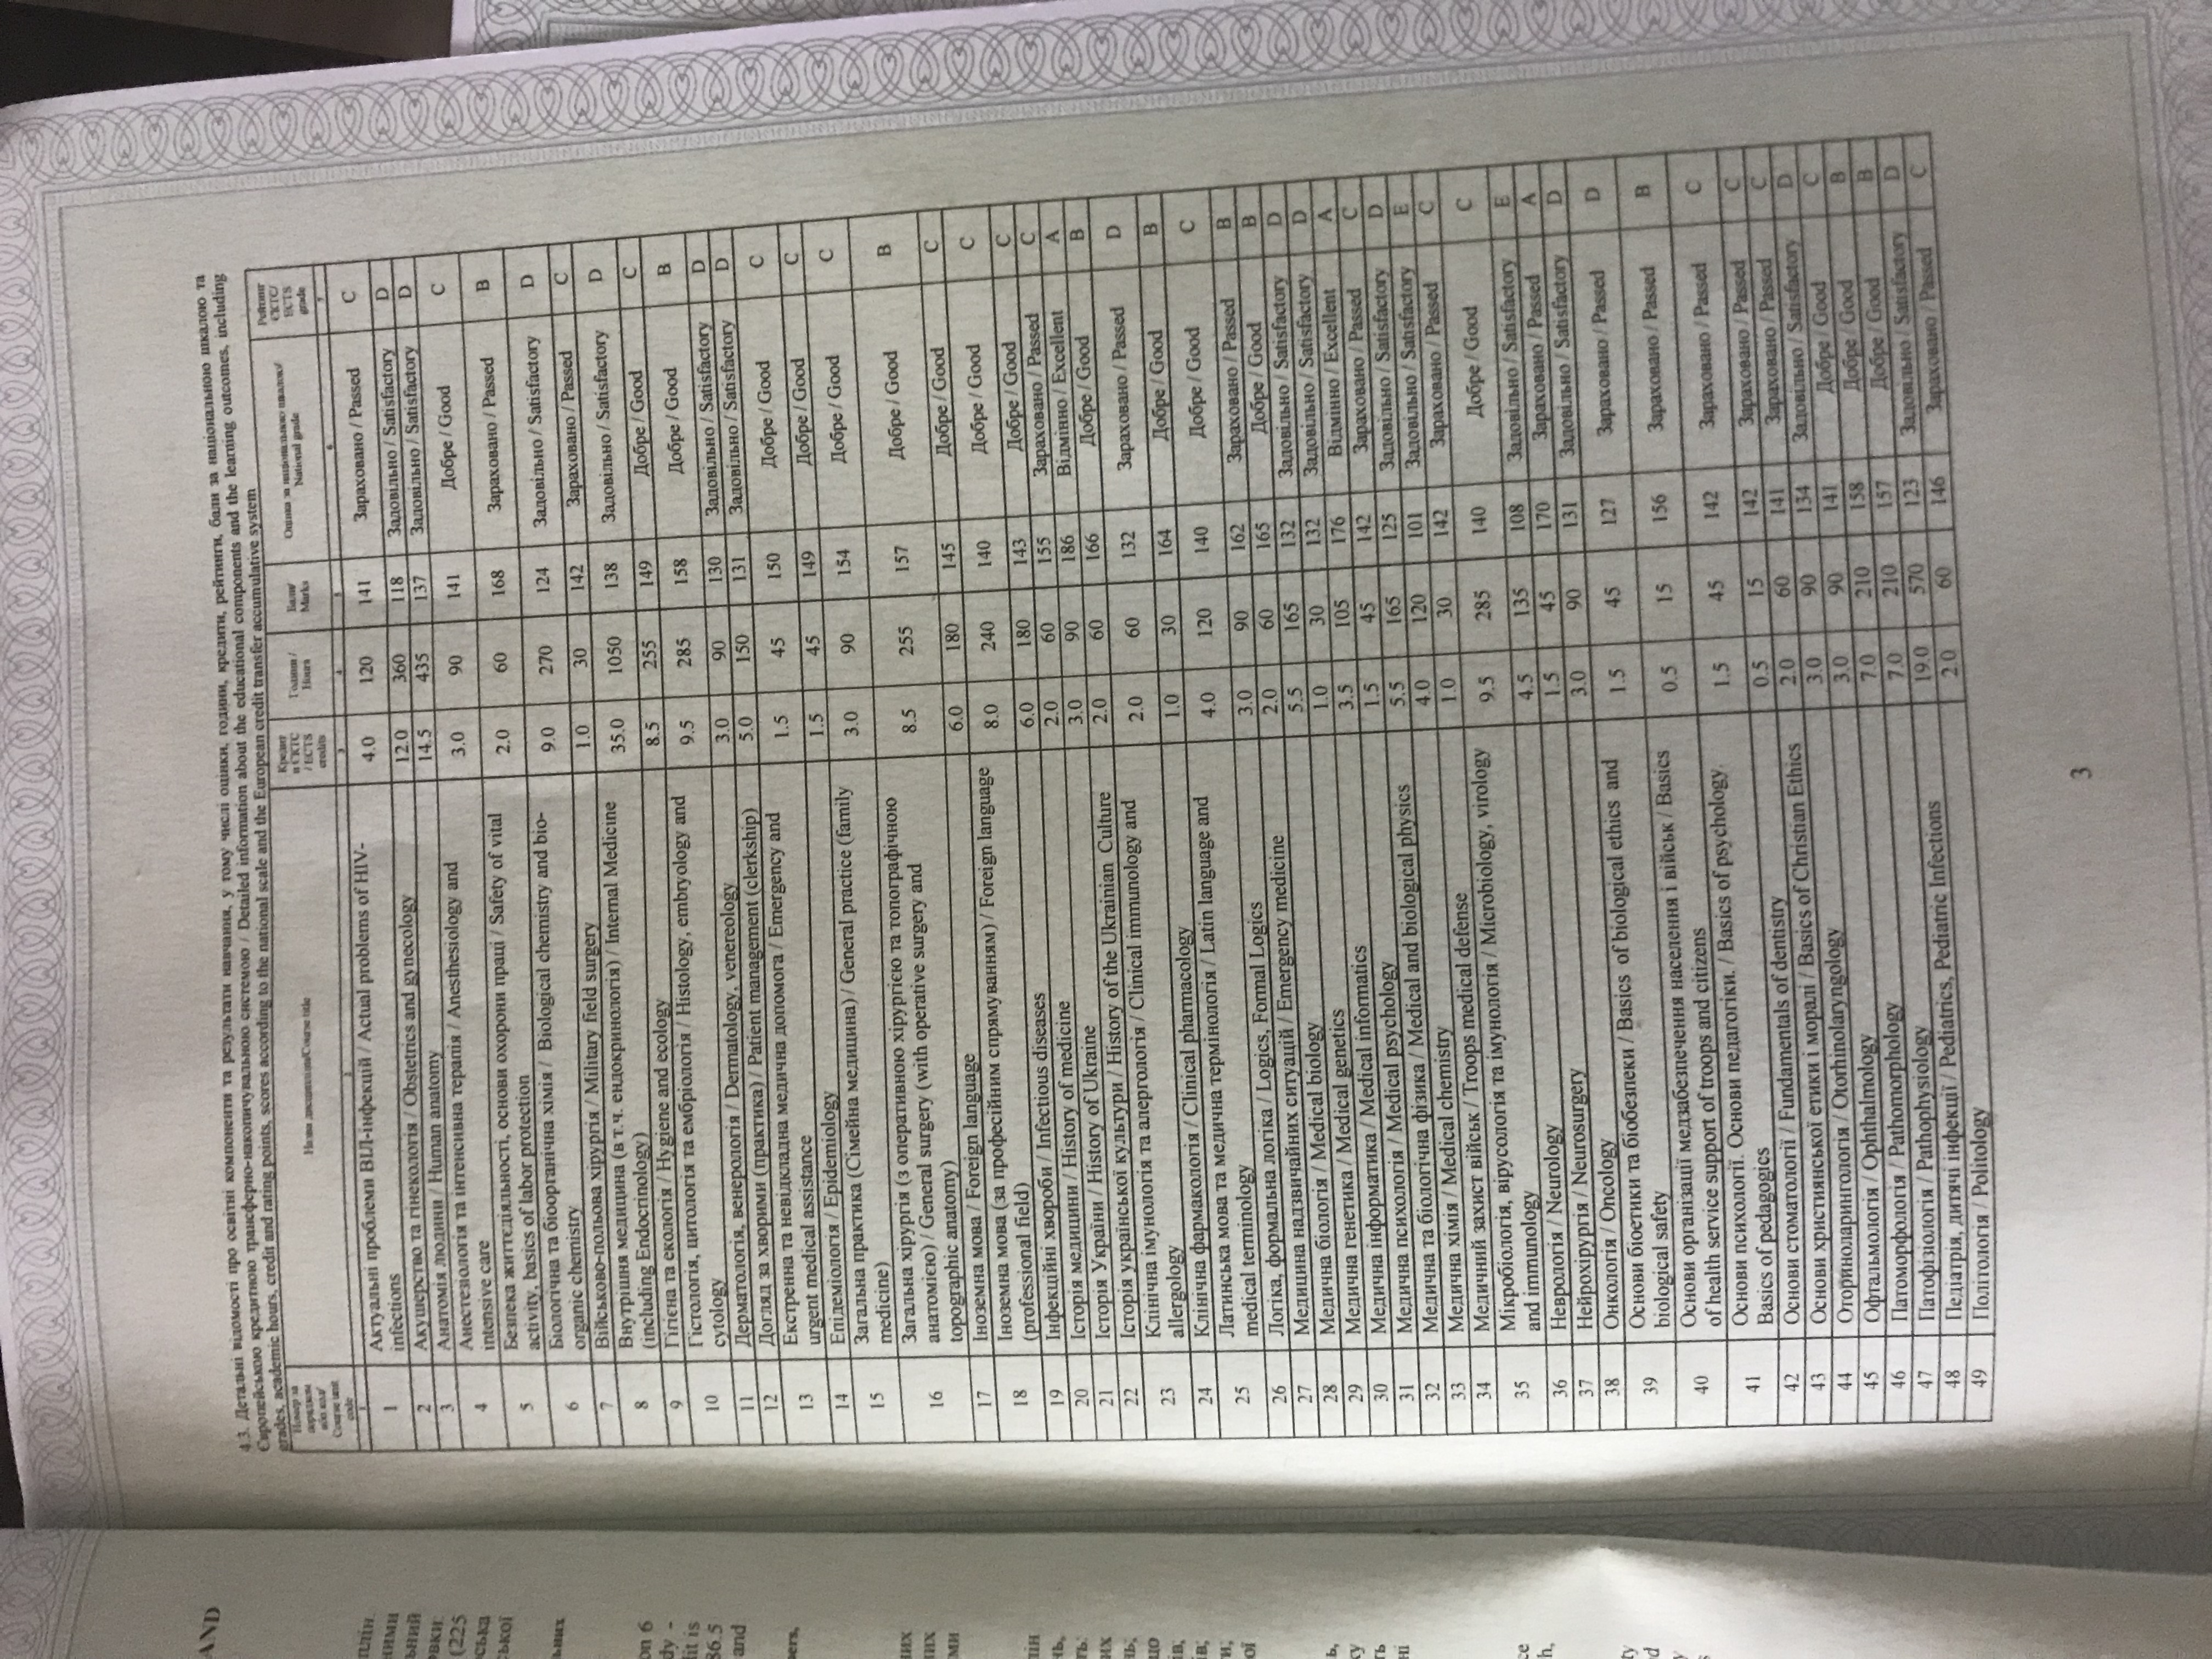 AND
плін.
ними
ьний
овки:
(225
рська
ської
льних
on 6
dy -
dit is
36.5
and
bers,
них
них
ми
лін
нь,
ть:
их
нь;
що
ів;
ів;
и;
ої
ь,
ку
ть
ні
ce
h,
ty
nd
y
s
4.3. Детальні відомості про освітні компоненти та результати навчання, у тому числі оцінки, години, кредити, рейтинги, бали за національною шкалою та
Європейською кредитною трансферно-накопичувальною системою / Detailed information about the educational components and the learning outcomes, including
grades, academic hours, credit and rating points, scores according to the national scale and the European credit transfer accumulative system
Номер за порядком або код/ Course unit code | Назва дисципліни/Course title | Кредит и ЄКТС / ECTS credits | Години / Hours | Бали/ Marks | Оцінка за національною шкалою/ National grade | Рейтинг ЄКТС/ ECTS grade
1 2 3 4 5 6 7
1 Актуальні проблеми ВІЛ-інфекцій / Actual problems of HIV- 4.0 120 141 Зараховано / Passed C
infections
2 Акушерство та гінекологія / Obstetrics and gynecology 12.0 360 118 Задовільно / Satisfactory D
3 Анатомія людини / Human anatomy 14.5 435 137 Задовільно / Satisfactory D
4 Анестезіологія та інтенсивна терапія / Anesthesiology and 3.0 90 141 Добре / Good C
intensive care
5 Безпека життєдіяльності, основи охорони праці / Safety of vital 2.0 60 168 Зараховано / Passed B
activity, basics of labor protection
6 Біологічна та біоорганічна хімія / Biological chemistry and bio- 9.0 270 124 Задовільно / Satisfactory D
organic chemistry
7 Військово-польова хірургія / Military field surgery 1.0 30 142 Зараховано / Passed C
8 Внутрішня медицина (в т.ч. ендокринологія) / Internal Medicine 35.0 1050 138 Задовільно / Satisfactory D
(including Endocrinology)
9 Гігієна та екологія / Hygiene and ecology 8.5 255 149 Добре / Good C
10 Гістологія, цитологія та ембріологія / Histology, embryology and 9.5 285 158 Добре / Good B
cytology
11 Дерматологія, венерологія / Dermatology, venereology 3.0 90 130 Задовільно / Satisfactory D
12 Догляд за хворими (практика) / Patient management (clerkship) 5.0 150 131 Задовільно / Satisfactory D
13 Екстренна та невідкладна медична допомога / Emergency and 1.5 45 150 Добре / Good C
urgent medical assistance
14 Епідеміологія / Epidemiology 1.5 45 149 Добре / Good C
15 Загальна практика (Сімейна медицина) / General practice (family 3.0 90 154 Добре / Good C
medicine)
16 Загальна хірургія (з оперативною хірургією та топографічною 8.5 255 157 Добре / Good B
анатомією) / General surgery (with operative surgery and
topographic anatomy)
17 Іноземна мова / Foreign language 6.0 180 145 Добре / Good C
18 Іноземна мова (за професійним спрямуванням) / Foreign language 8.0 240 140 Добре / Good C
(professional field)
19 Інфекційні хвороби / Infectious diseases 6.0 180 143 Добре / Good C
20 Історія медицини / History of medicine 2.0 60 155 Зараховано / Passed C
21 Історія України / History of Ukraine 3.0 90 186 Відмінно / Excellent A
22 Історія української культури / History of the Ukrainian Culture 2.0 60 166 Добре / Good B
23 Клінічна імунологія та алергологія / Clinical immunology and 2.0 60 132 Зараховано / Passed D
allergology
24 Клінічна фармакологія / Clinical pharmacology 1.0 30 164 Добре / Good B
25 Латинська мова та медична термінологія / Latin language and 4.0 120 140 Добре / Good C
medical terminology
26 Логіка, формальна логіка / Logics, Formal Logics 3.0 90 162 Зараховано / Passed B
27 Медицина надзвичайних ситуацій / Emergency medicine 2.0 60 165 Добре / Good B
28 Медична біологія / Medical biology 5.5 165 132 Задовільно / Satisfactory D
29 Медична генетика / Medical genetics 1.0 30 132 Задовільно / Satisfactory D
30 Медична інформатика / Medical informatics 3.5 105 176 Відмінно / Excellent A
31 Медична психологія / Medical psychology 1.5 45 142 Зараховано / Passed C
32 Медична та біологічна фізика / Medical and biological physics 5.5 165 125 Задовільно / Satisfactory D
33 Медична хімія / Medical chemistry 4.0 120 101 Задовільно / Satisfactory E
34 Медичний захист військ / Troops medical defense 1.0 30 142 Зараховано / Passed C
35 Мікробіологія, вірусологія та імунологія / Microbiology, virology 9.5 285 140 Добре / Good C
and immunology
36 Неврологія / Neurology 4.5 135 108 Задовільно / Satisfactory E
37 Нейрохірургія / Neurosurgery 1.5 45 170 Зараховано / Passed A
38 Онкологія / Oncology 3.0 90 131 Задовільно / Satisfactory D
39 Основи біоетики та біобезпеки / Basics of biological ethics and 1.5 45 127 Зараховано / Passed D
biological safety
40 Основи організації медзабезпечення населення і військ / Basics 0.5 15 156 Зараховано / Passed B
of health service support of troops and citizens
41 Основи психології. Основи педагогіки. / Basics of psychology. 1.5 45 142 Зараховано / Passed C
Basics of pedagogics
42 Основи стоматології / Fundamentals of dentistry 0.5 15 142 Зараховано / Passed C
43 Основи християнської етики і моралі / Basics of Christian Ethics 2.0 60 141 Зараховано / Passed C
44 Оториноларингологія / Otorhinolaryngology 3.0 90 134 Задовільно / Satisfactory D
45 Офтальмологія / Ophthalmology 3.0 90 141 Добре / Good C
46 Патоморфологія / Pathomorphology 7.0 210 158 Добре / Good B
47 Патофізіологія / Pathophysiology 7.0 210 157 Добре / Good B
48 Педіатрія, дитячі інфекції / Pediatrics, Pediatric Infections 19.0 570 123 Задовільно / Satisfactory D
49 Політологія / Politology 2.0 60 146 Зараховано / Passed C
3